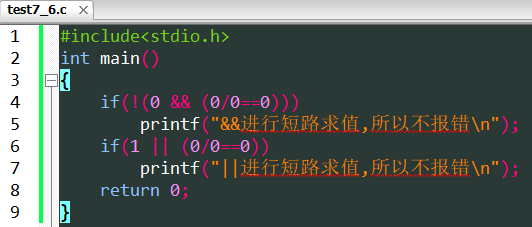 test7_6.c ×
1 #include<stdio.h>
2 int main()
3 {
4 if(!(0 && (0/0==0)))
5 printf("&&进行短路求值,所以不报错\n");
6 if(1 || (0/0==0))
7 printf("||进行短路求值,所以不报错\n");
8 return 0;
9 }